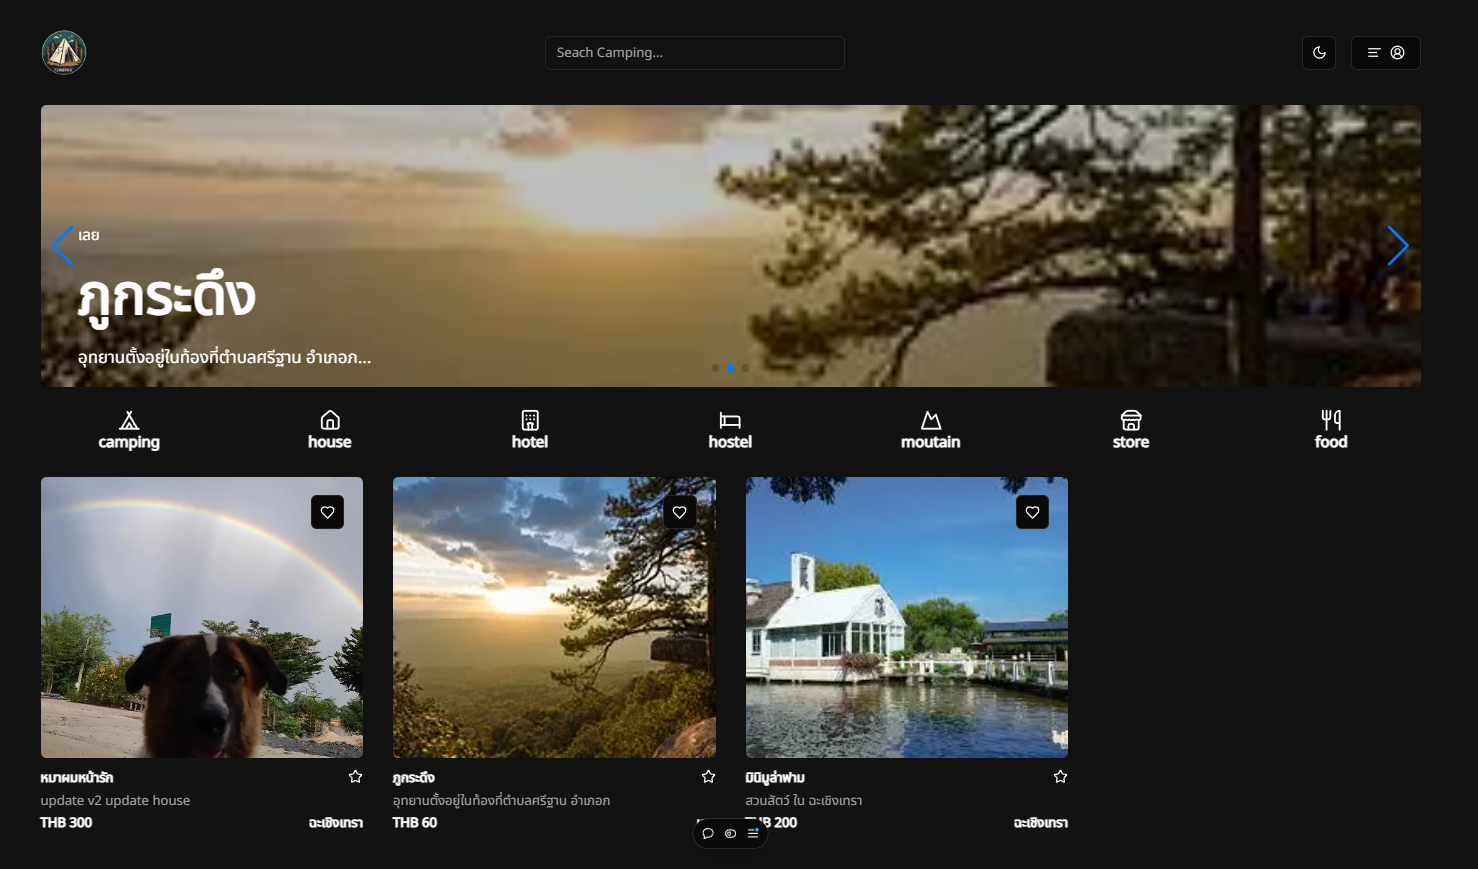 Seach Camping...
เลย
ภูกระดึง
อุทยานตั้งอยู่ในท้องที่ตำบลศรีฐาน อำเภอภ...
camping
house
hotel
hostel
moutain
store
food
หมาผมหน้ารัก
ภูกระดึง
มินิมูล่าฟาม
update v2 update house
อุทยานตั้งอยู่ในท้องที่ตำบลศรีฐาน อำเภอภ
สวนสัตว์ ใน ฉะเชิงเทรา
THB 300 ฉะเชิงเทรา
THB 60
THB 200 ฉะเชิงเทรา